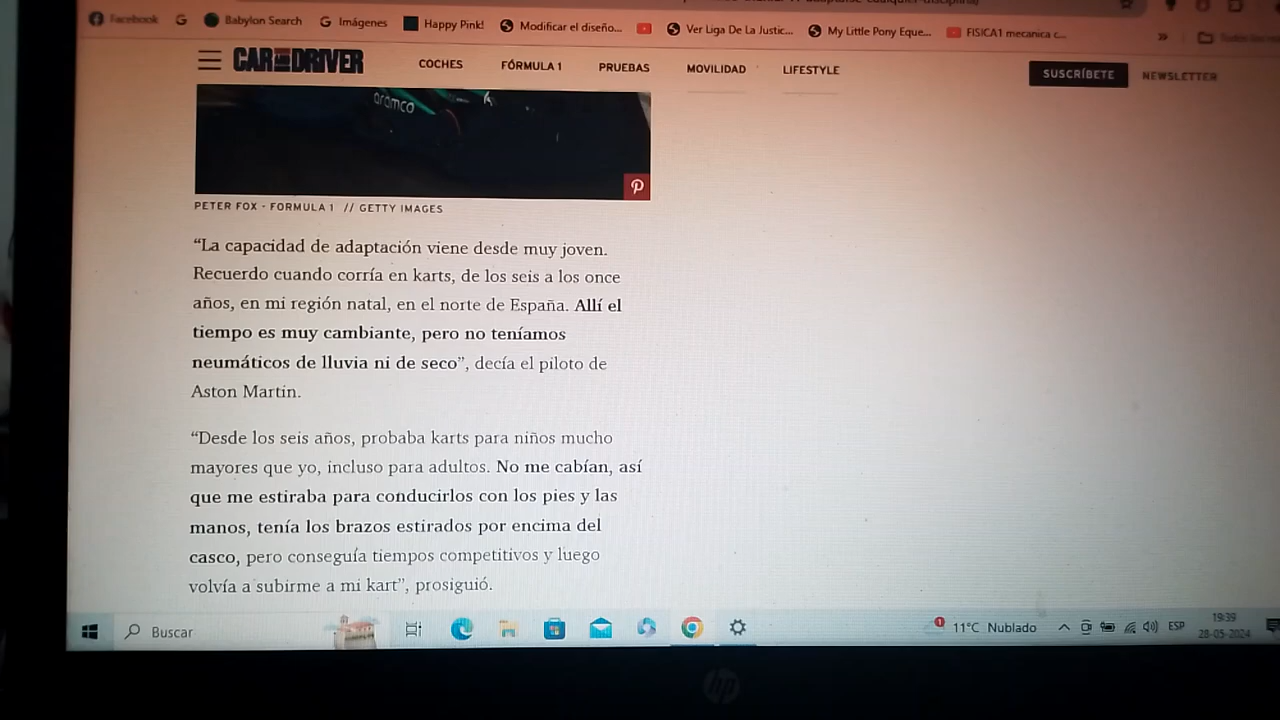 Facebook
Babylon Search
Imágenes
Happy Pink!
Modificar el diseño...
Ver Liga De La Justic...
My Little Pony Eque...
FISICA1 mecanica c...
»
CAR AND DRIVER
COCHES
FÓRMULA 1
PRUEBAS
MOVILIDAD
LIFESTYLE
SUSCRÍBETE
NEWSLETTER
aramco
PETER FOX - FORMULA 1 // GETTY IMAGES
“La capacidad de adaptación viene desde muy joven.
Recuerdo cuando corría en karts, de los seis a los once
años, en mi región natal, en el norte de España. Allí el
tiempo es muy cambiante, pero no teníamos
neumáticos de lluvia ni de seco”, decía el piloto de
Aston Martin.
“Desde los seis años, probaba karts para niños mucho
mayores que yo, incluso para adultos. No me cabían, así
que me estiraba para conducirlos con los pies y las
manos, tenía los brazos estirados por encima del
casco, pero conseguía tiempos competitivos y luego
volvía a subirme a mi kart”, prosiguió.
Buscar
1
11°C Nublado
ESP
19:39
28-05-2024
hp